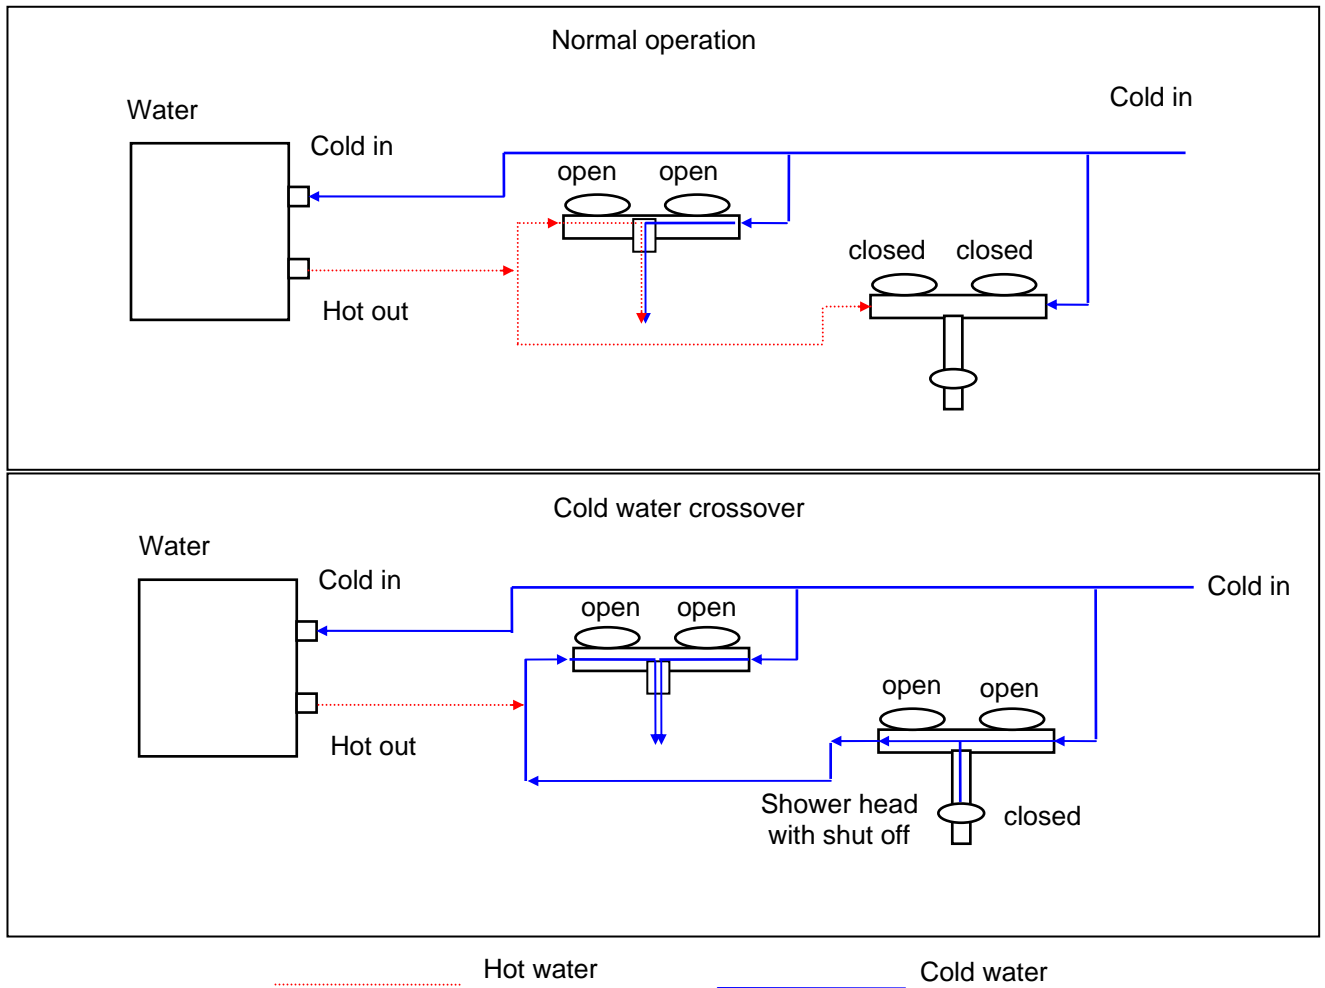 Normal operation
Cold in
Water
Cold in
open open
closed closed
Hot out
Cold water crossover
Water
Cold in
Cold in
open open
open open
Hot out
Shower head
with shut off
closed
Hot water
Cold water